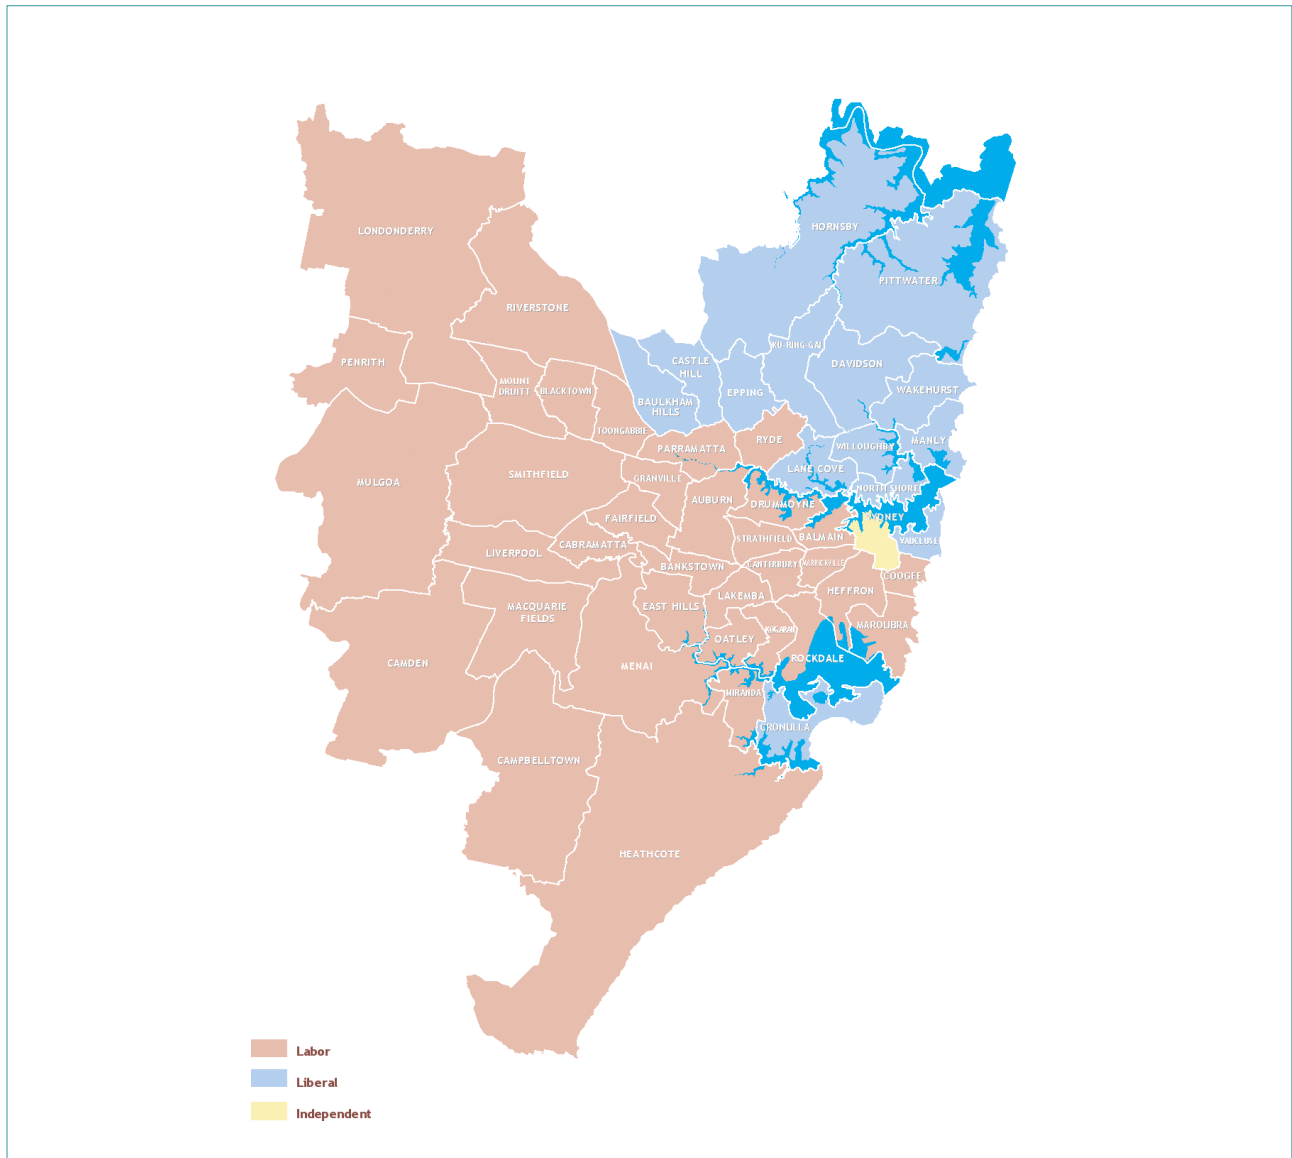 HORNSBY
LONDONDERRY
PITTWATER
RIVERSTONE
KU-RING-GAI
CASTLE
HILL
DAVIDSON
PENRITH
MOUNT
DRUITT
BLACKTOWN
EPPING
WAKEHURST
BAULKHAM
HILLS
TOONGABBIE
RYDE
MANLY
PARRAMATTA
WILLOUGHBY
LANE COVE
SMITHFIELD
GRANVILLE
MULGOA
NORTH SHORE
AUBURN
DRUMMOYNE
FAIRFIELD
SYDNEY
STRATHFIELD
BALMAIN
VAUCLUSE
CABRAMATTA
LIVERPOOL
BANKSTOWN
CANTERBURY
MARRICKVILLE
COOGEE
HEFFRON
LAKEMBA
MACQUARIE
FIELDS
EAST HILLS
MAROUBRA
KOGARAH
OATLEY
ROCKDALE
CAMDEN
MENAI
MIRANDA
CRONULLA
CAMPBELLTOWN
HEATHCOTE
Labor
Liberal
Independent